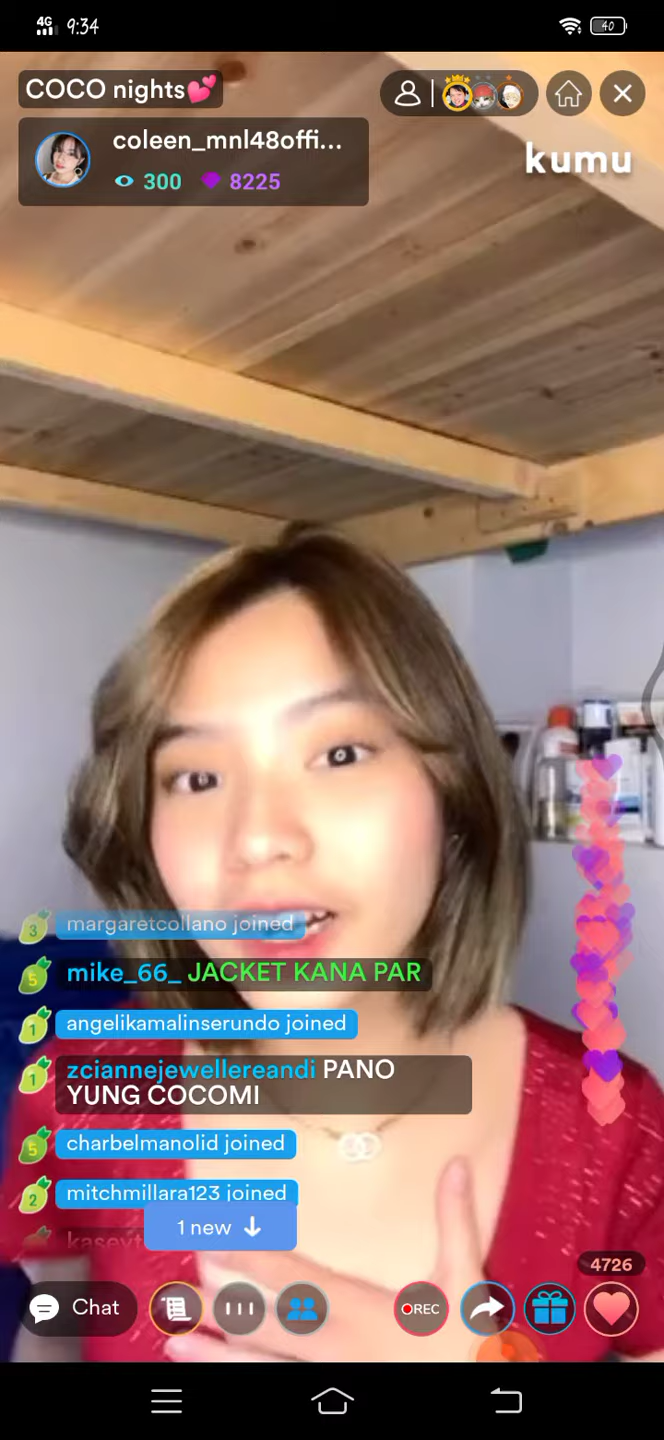 4G 9:34
40
COCO nights💕
coleen_mnl48offi...
300 8225
kumu
3 margaretcollano joined
5 mike_66_ JACKET KANA PAR
1 angelikamalinserundo joined
1 zciannejewellereandi PANO
YUNG COCOMI
5 charbelmanolid joined
2 mitchmillara123 joined
1 new ↓
4726
Chat
REC